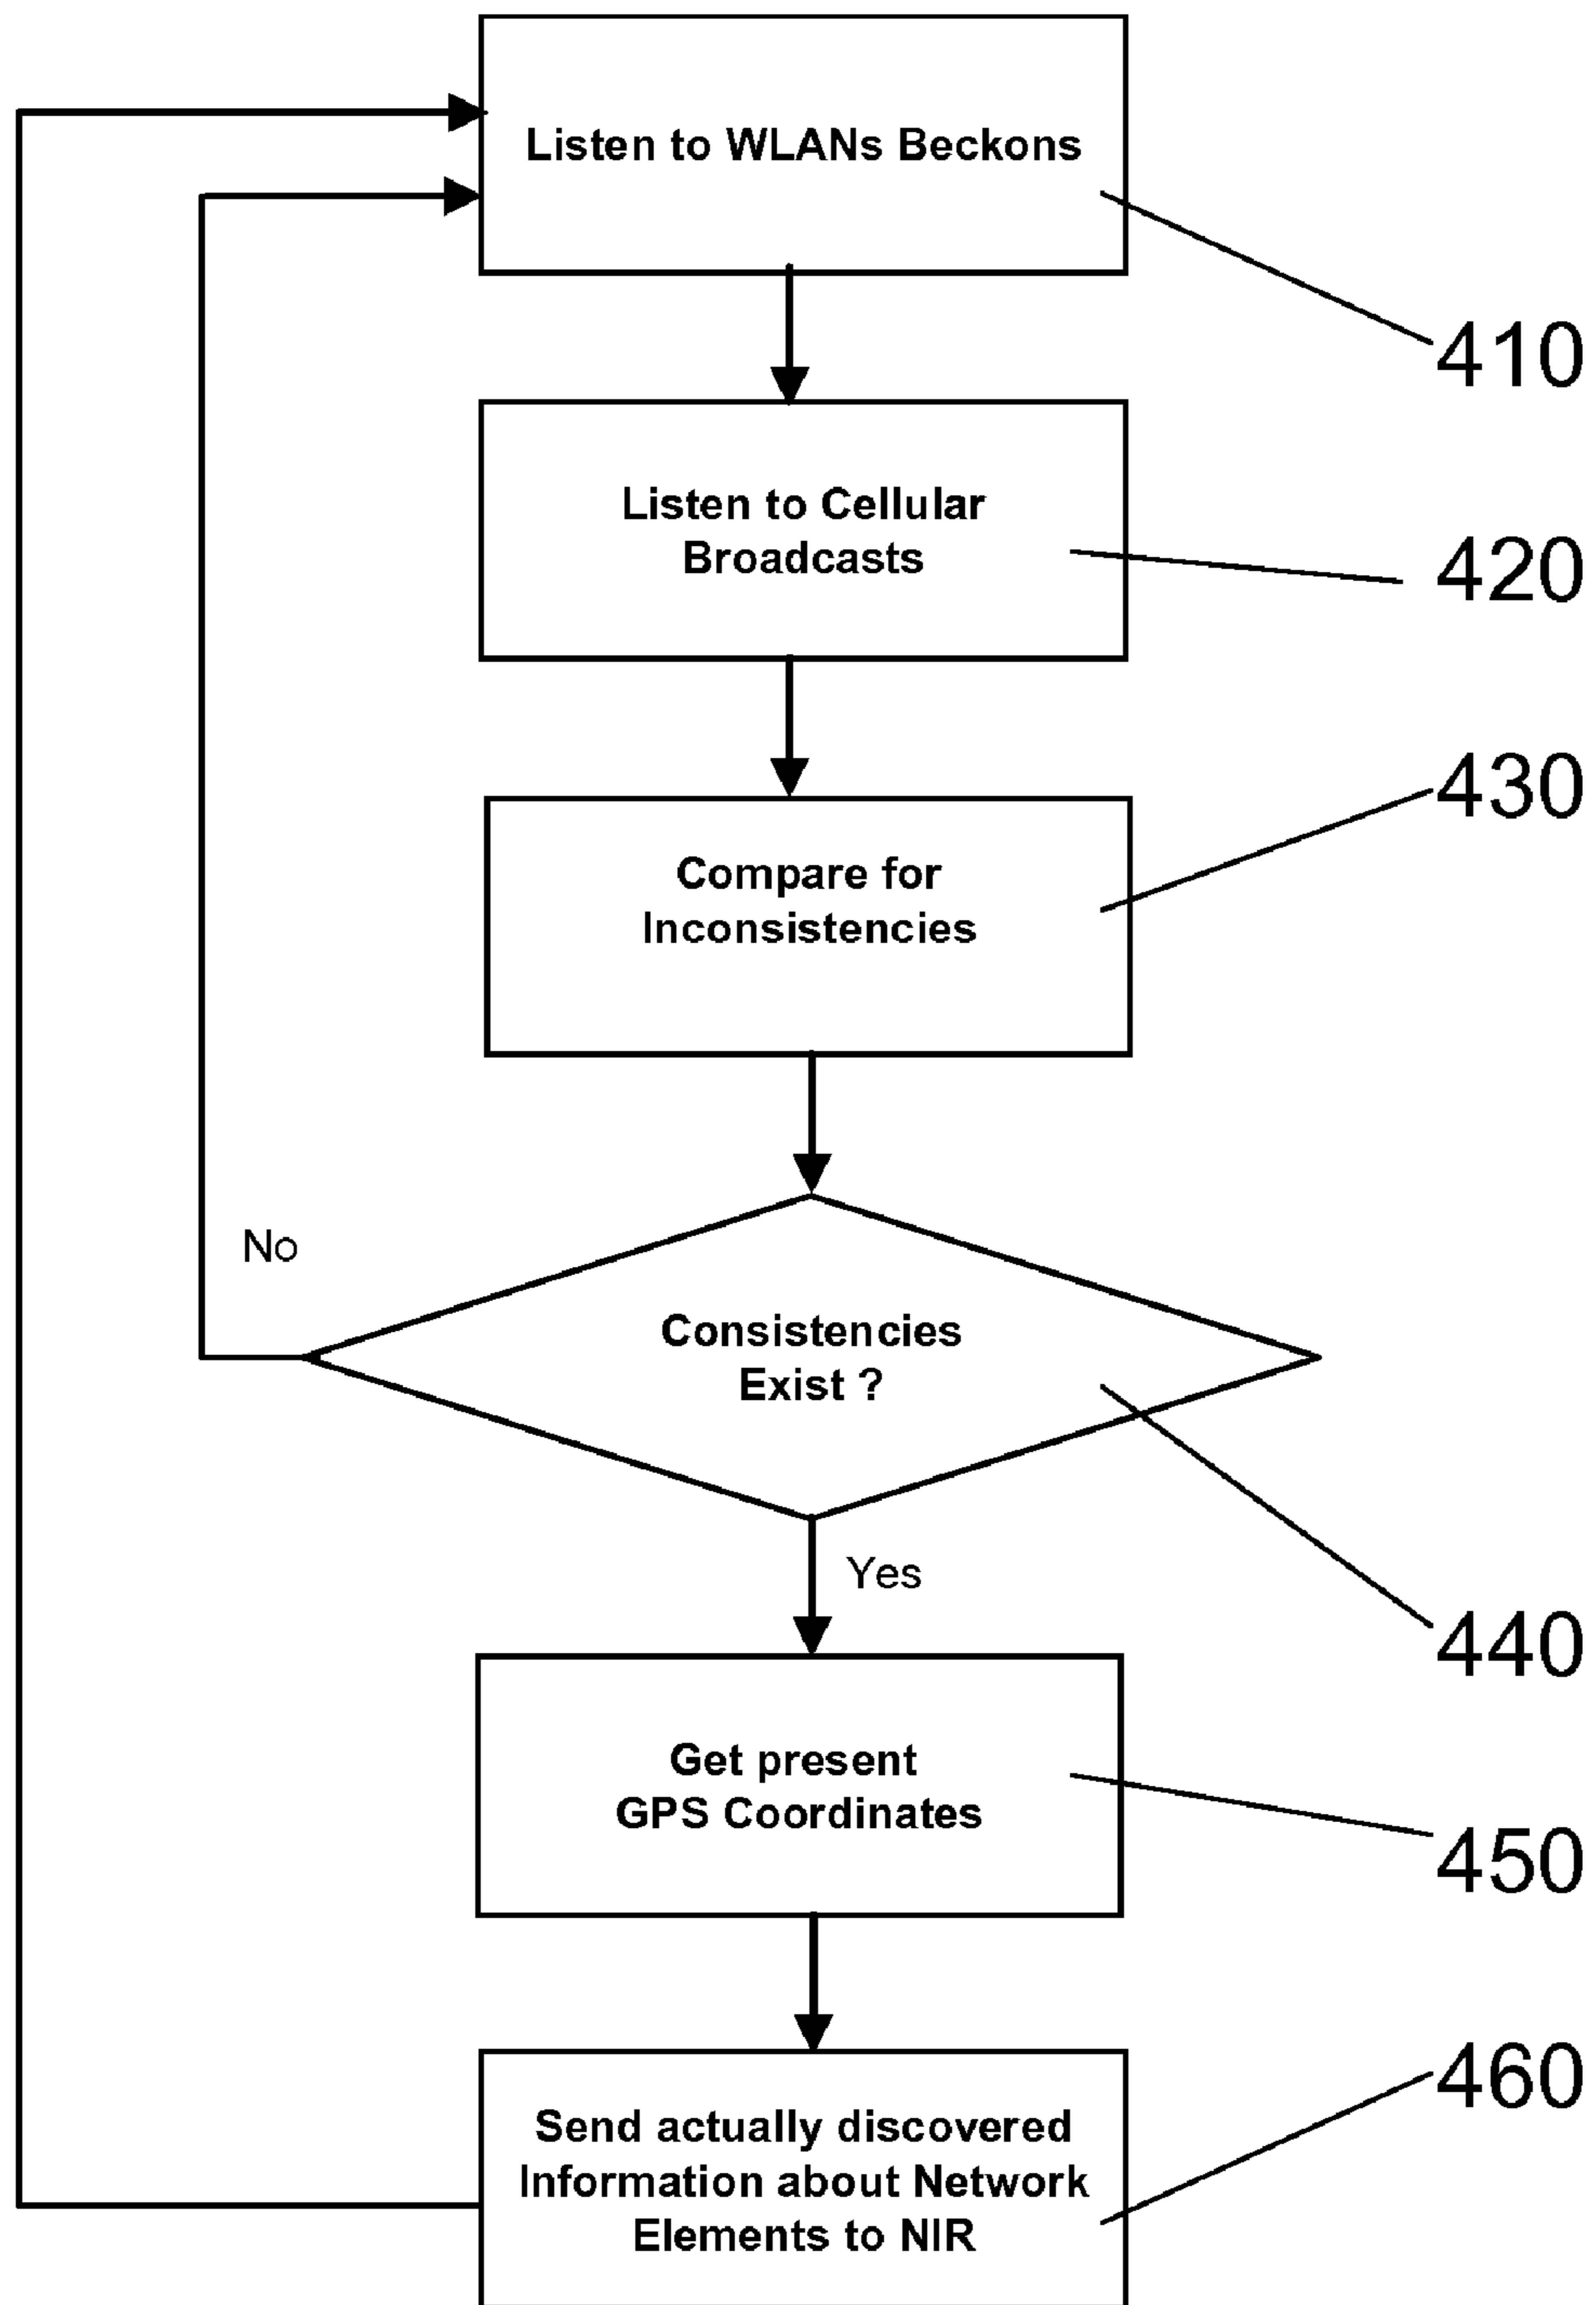 Listen to WLANs Beckons
410
Listen to Cellular
Broadcasts
420
430
Compare for
Inconsistencies
No
Consistencies
Exist ?
Yes
440
Get present
GPS Coordinates
450
460
Send actually discovered
Information about Network
Elements to NIR